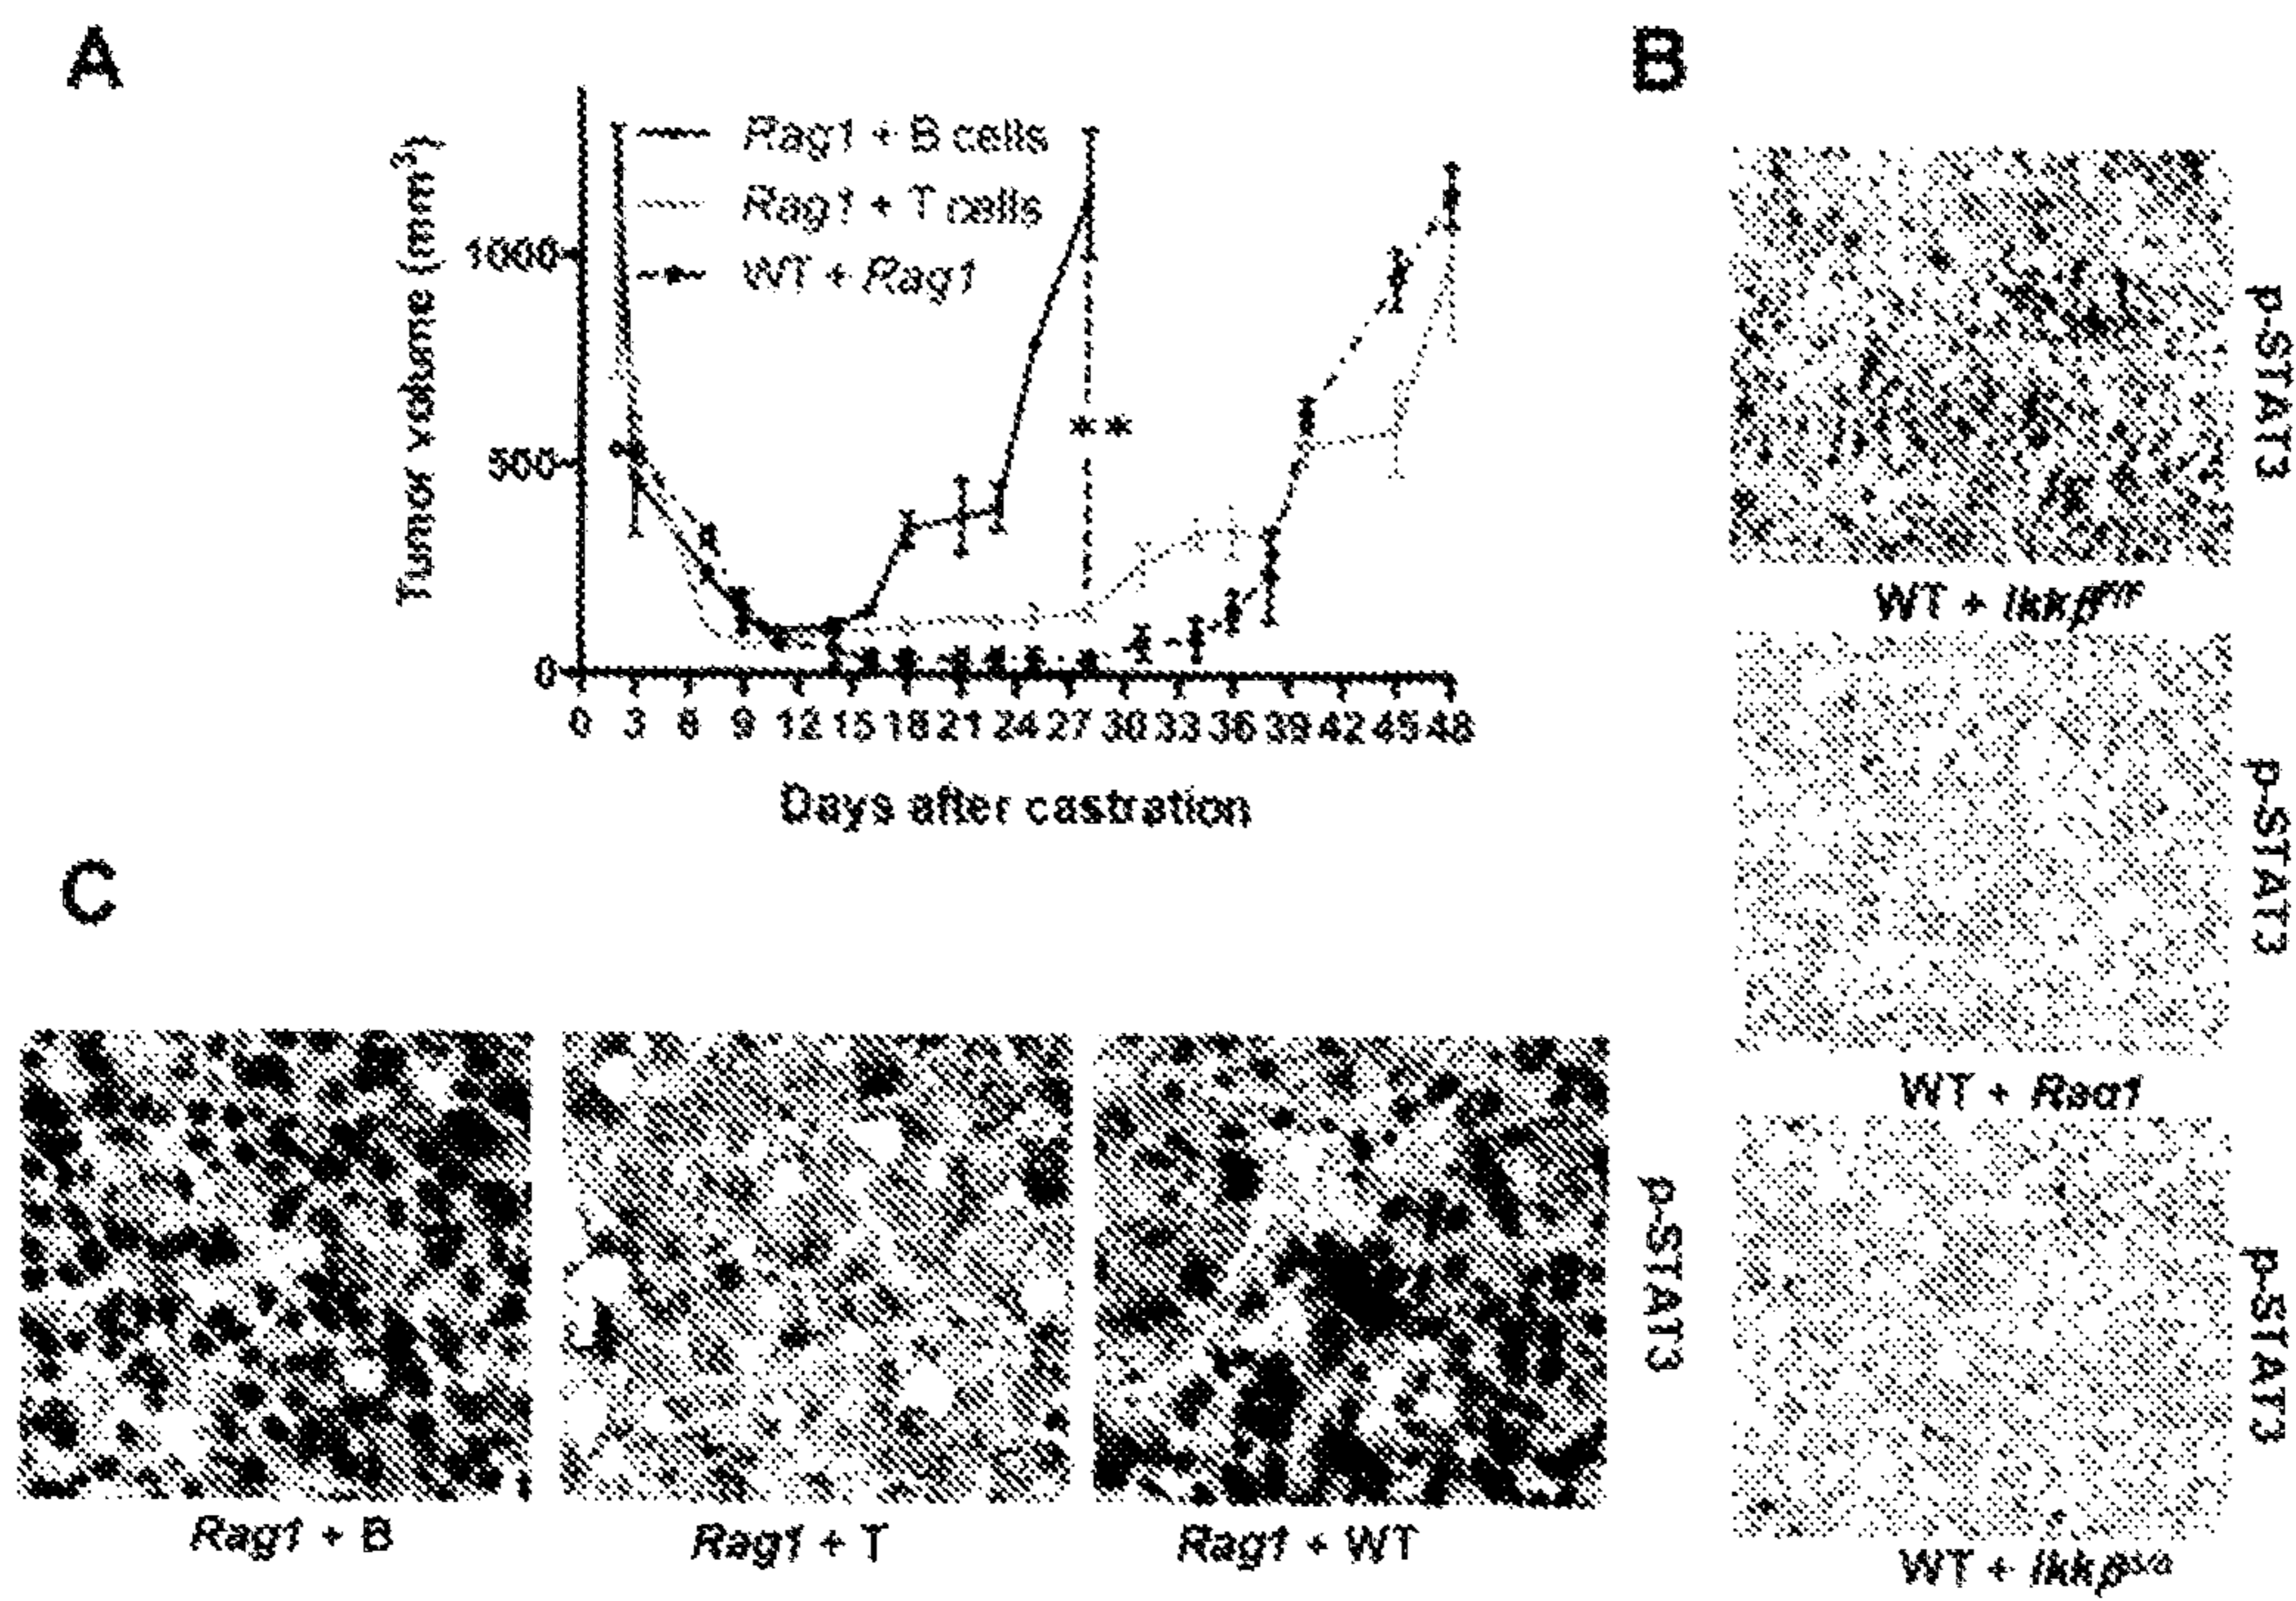 A
B
Rag1 + B cells
Rag1 + T cells
WT + Rag1
Tumor volume (mm³)
1000
500
0
0 3 6 9 12 15 18 21 24 27 30 33 36 39 42 45 48
**
Days after castration
p-STAT3
WT + Ikkβ
p-STAT3
WT + Rag1
p-STAT3
WT + Ikkβ
C
p-STAT3
Rag1 + B
Rag1 + T
Rag1 + WT